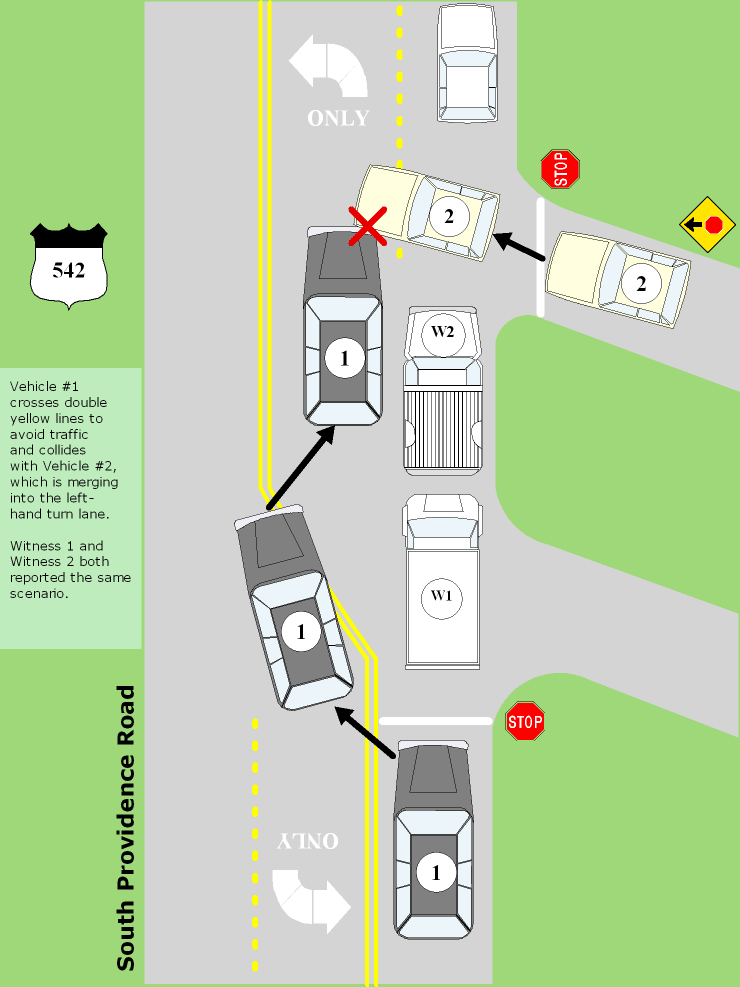 ONLY
STOP
2
2
542
W2
1
Vehicle #1
crosses double
yellow lines to
avoid traffic
and collides
with Vehicle #2,
which is merging
into the left-
hand turn lane.
Witness 1 and
Witness 2 both
reported the same
scenario.
W1
1
South Providence Road
STOP
ONLY
1